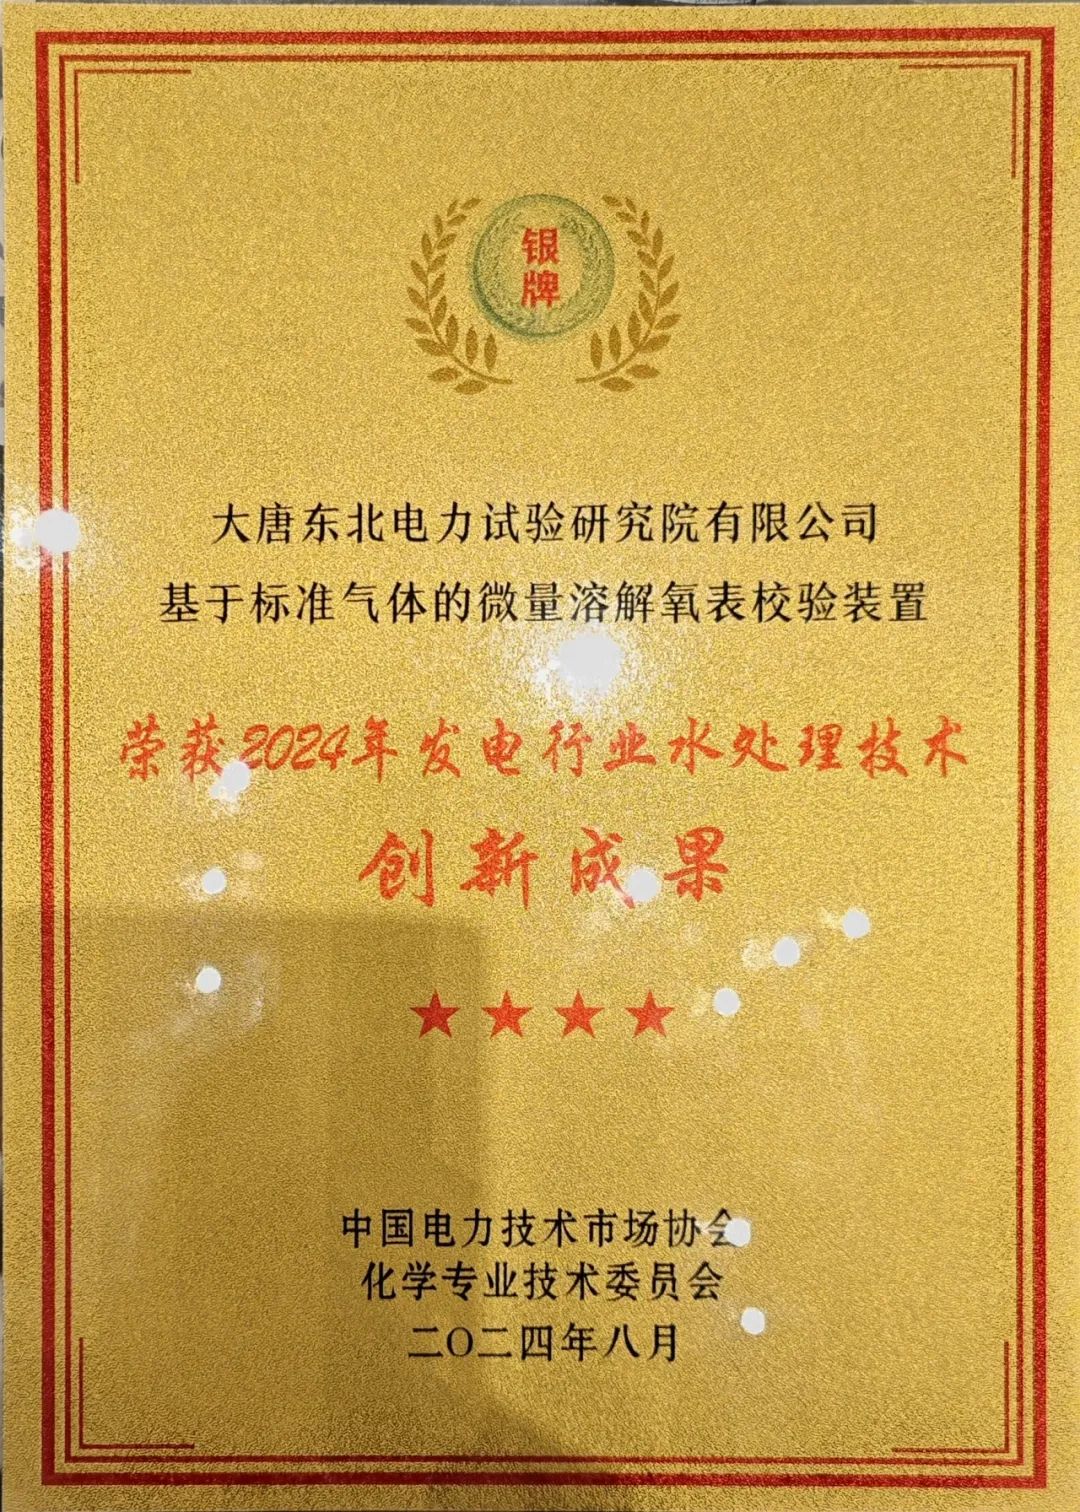 银
牌
大唐东北电力试验研究院有限公司
基于标准气体的微量溶解氧表校验装置
荣获2024年发电行业水处理技术
创新成果
★★★★
中国电力技术市场协会
化学专业技术委员会
二〇二四年八月